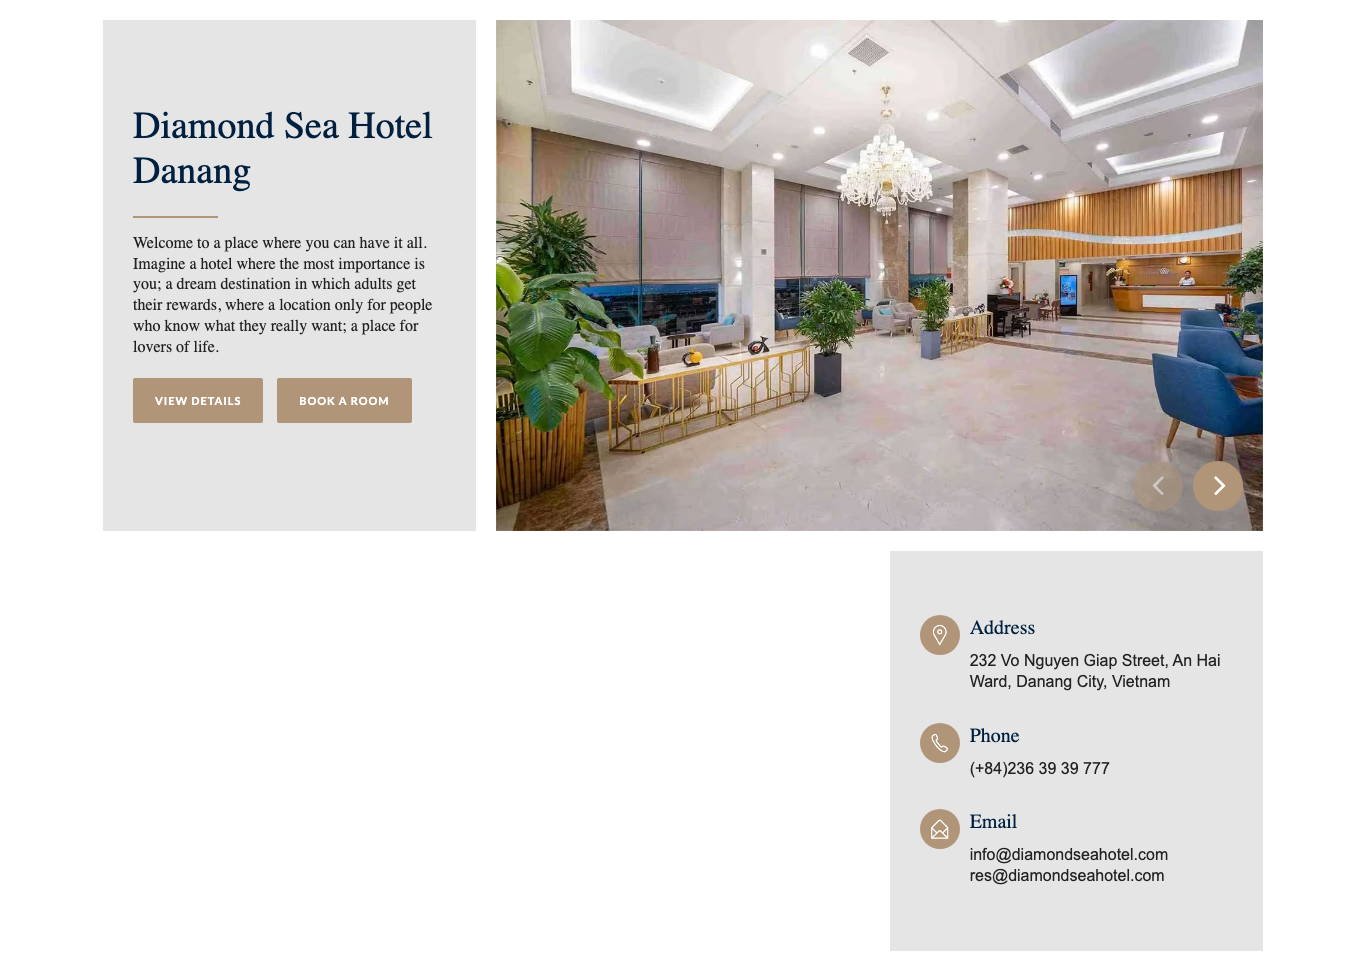 Diamond Sea Hotel
Danang
Welcome to a place where you can have it all.
Imagine a hotel where the most importance is
you; a dream destination in which adults get
their rewards, where a location only for people
who know what they really want; a place for
lovers of life.
VIEW DETAILS
BOOK A ROOM
Address
232 Vo Nguyen Giap Street, An Hai
Ward, Danang City, Vietnam
Phone
(+84)236 39 39 777
Email
info@diamondseahotel.com
res@diamondseahotel.com